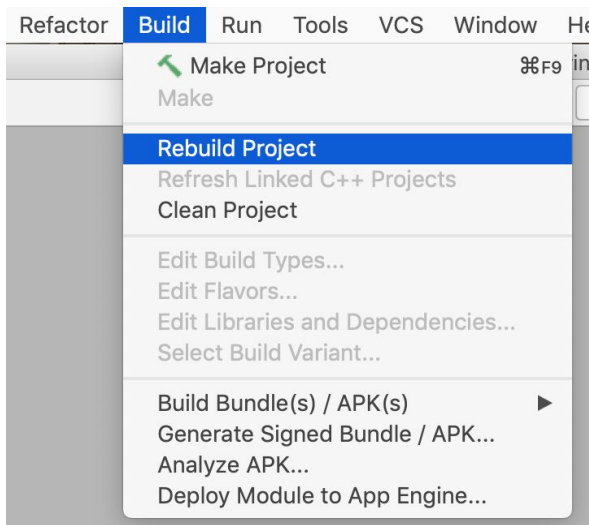 Refactor Build Run Tools VCS Window He
Make Project ⌘F9 in
Make
Rebuild Project
Refresh Linked C++ Projects
Clean Project
Edit Build Types...
Edit Flavors...
Edit Libraries and Dependencies...
Select Build Variant...
Build Bundle(s) / APK(s)
Generate Signed Bundle / APK...
Analyze APK...
Deploy Module to App Engine...